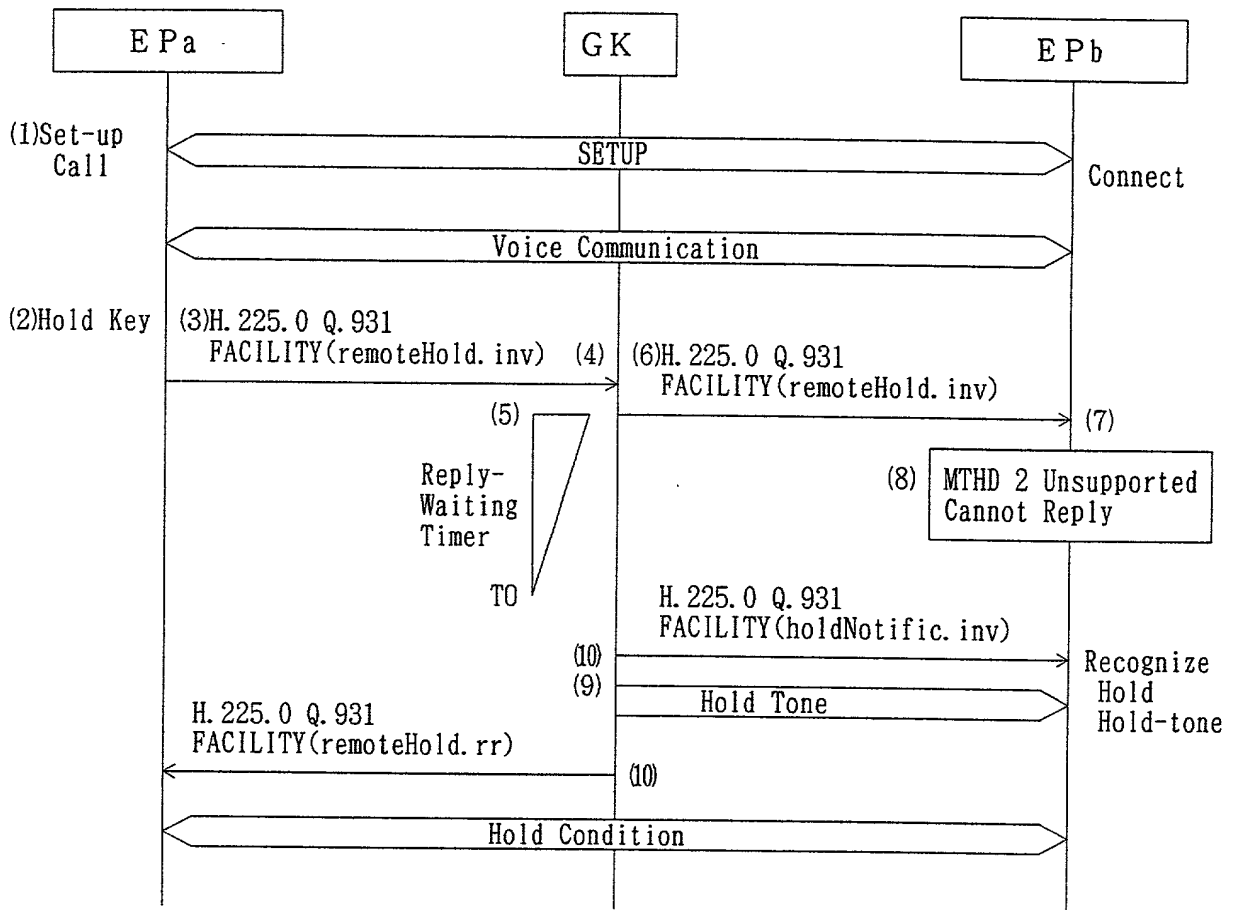 EPa
GK
EPb
(1)Set-up
Call
SETUP
Connect
Voice Communication
(2)Hold Key
(3)H.225.0 Q.931
FACILITY(remoteHold.inv)
(4)
(6)H.225.0 Q.931
FACILITY(remoteHold.inv)
(5)
(7)
Reply-
Waiting
Timer
TO
(8)
MTHD 2 Unsupported
Cannot Reply
H.225.0 Q.931
FACILITY(holdNotific.inv)
(10)
Recognize
Hold
Hold-tone
(9)
Hold Tone
H.225.0 Q.931
FACILITY(remoteHold.rr)
(10)
Hold Condition